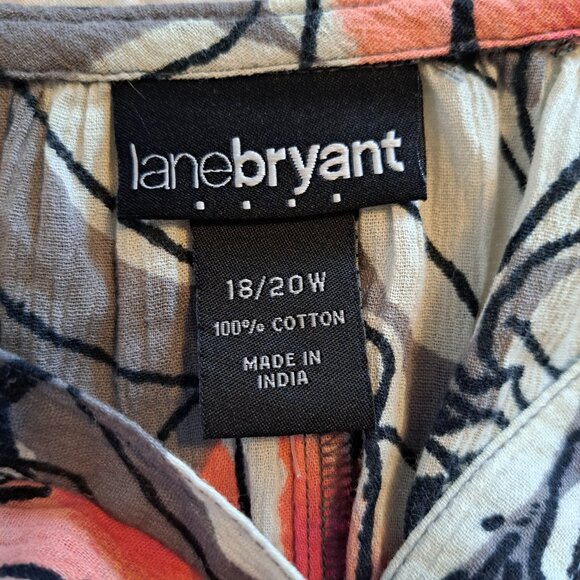 lanebryant
18/20W
100% COTTON
MADE IN
INDIA